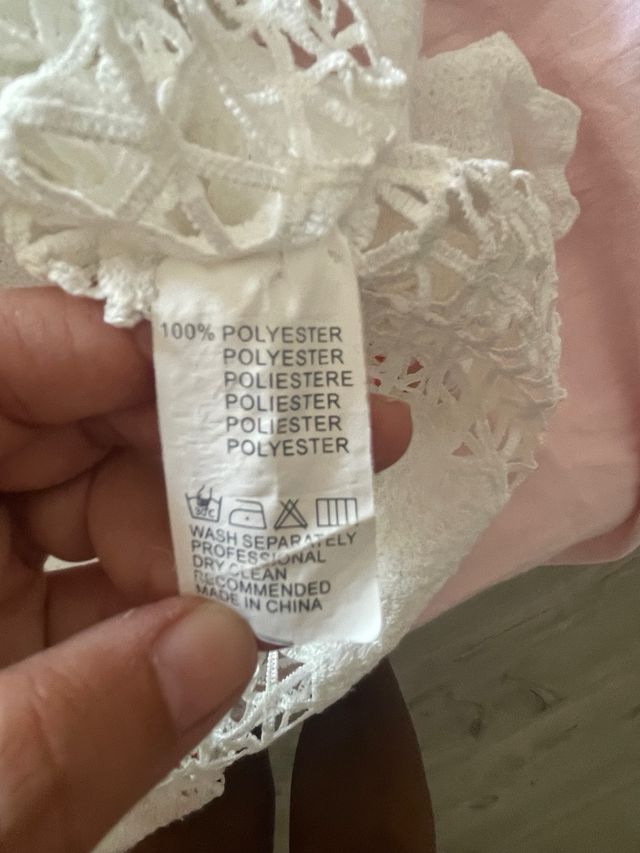 100% POLYESTER
POLYESTER
POLIESTERE
POLIESTER
POLIESTER
POLYESTER
30°C
WASH SEPARATELY
PROFESSIONAL
DRY CLEAN
RECOMMENDED
MADE IN CHINA